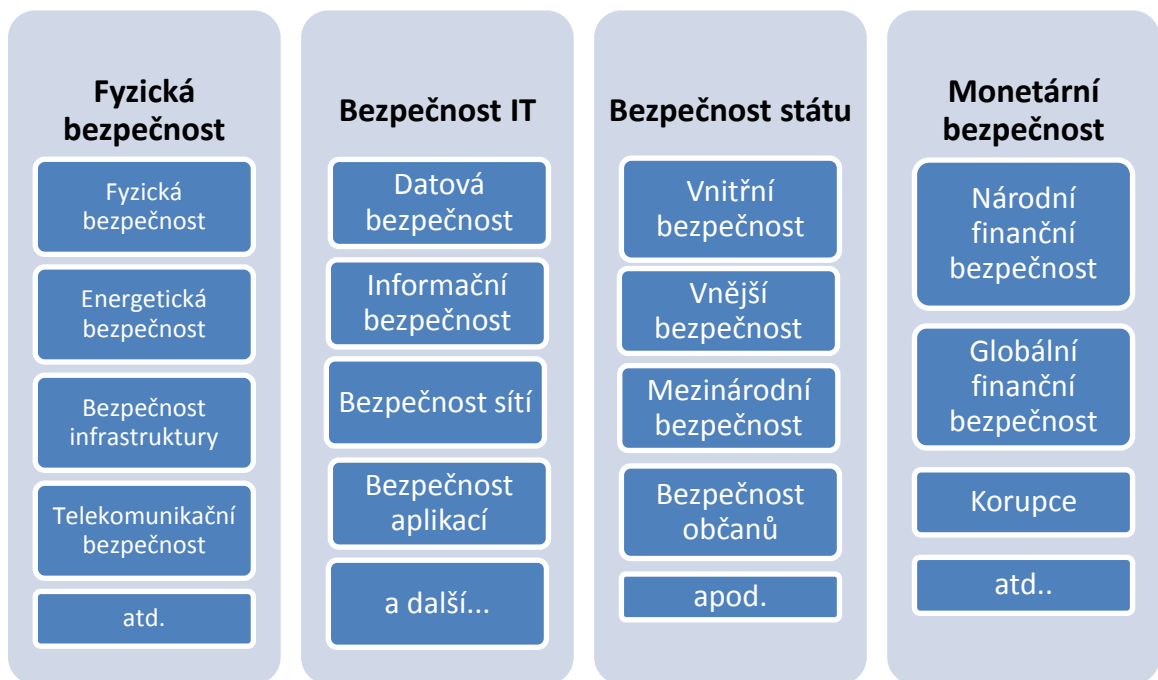 Fyzická
bezpečnost
Fyzická
bezpečnost
Energetická
bezpečnost
Bezpečnost
infrastruktury
Telekomunikační
bezpečnost
atd.
Bezpečnost IT
Datová
bezpečnost
Informační
bezpečnost
Bezpečnost sítí
Bezpečnost
aplikací
a další...
Bezpečnost státu
Vnitřní
bezpečnost
Vnější
bezpečnost
Mezinárodní
bezpečnost
Bezpečnost
občanů
apod.
Monetární
bezpečnost
Národní
finanční
bezpečnost
Globální
finanční
bezpečnost
Korupce
atd..